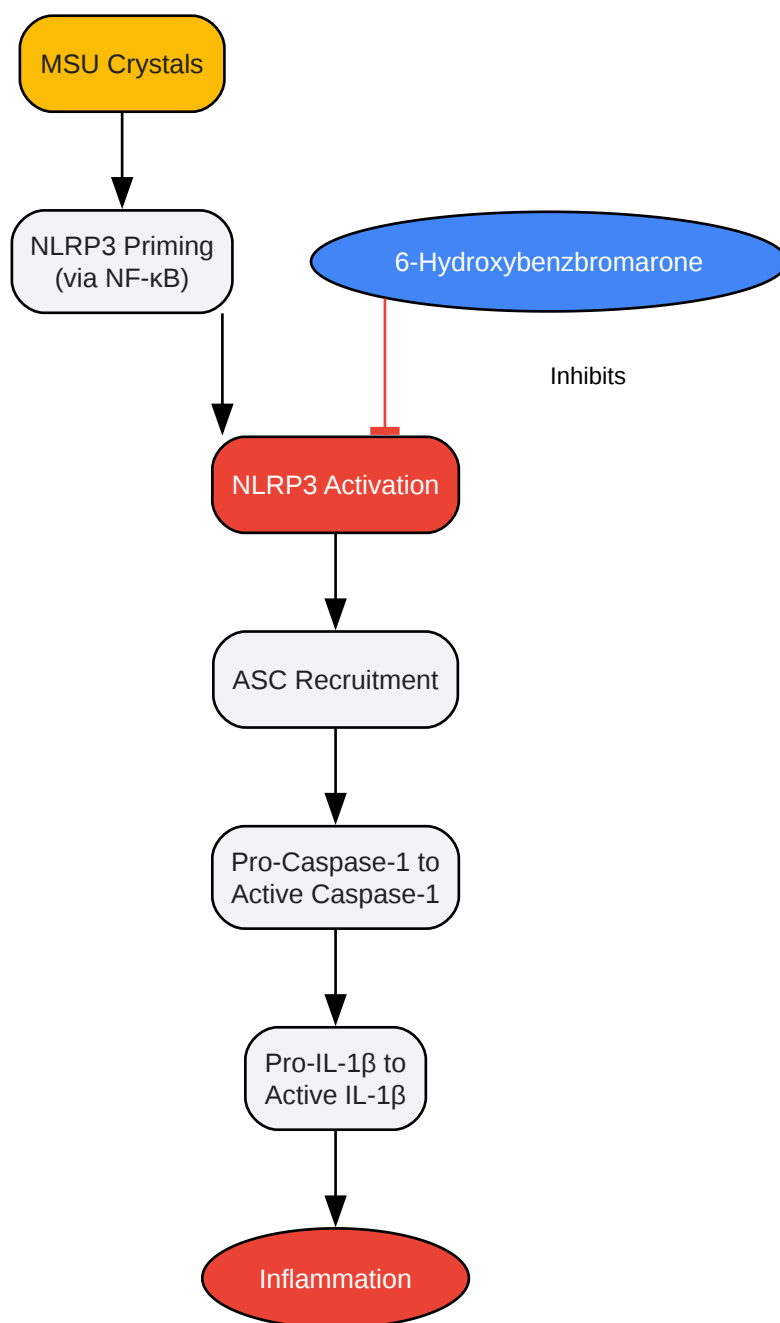 MSU Crystals
NLRP3 Priming
(via NF-κB)
6-Hydroxybenzbromarone
Inhibits
NLRP3 Activation
ASC Recruitment
Pro-Caspase-1 to
Active Caspase-1
Pro-IL-1β to
Active IL-1β
Inflammation